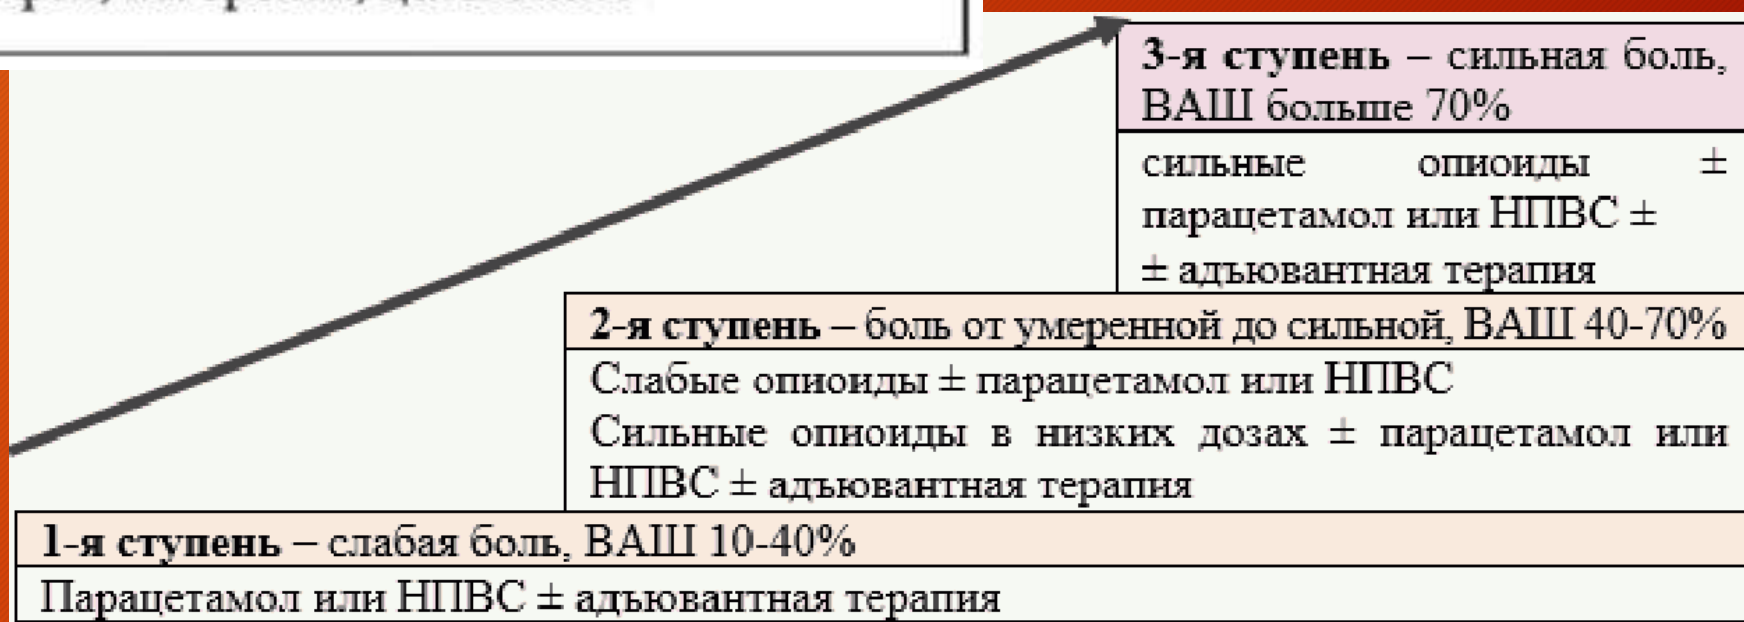 3-я ступень – сильная боль,
ВАШ больше 70%
сильные опиоиды ±
парацетамол или НПВС ±
± адъювантная терапия
2-я ступень – боль от умеренной до сильной, ВАШ 40-70%
Слабые опиоиды ± парацетамол или НПВС
Сильные опиоиды в низких дозах ± парацетамол или
НПВС ± адъювантная терапия
1-я ступень – слабая боль, ВАШ 10-40%
Парацетамол или НПВС ± адъювантная терапия